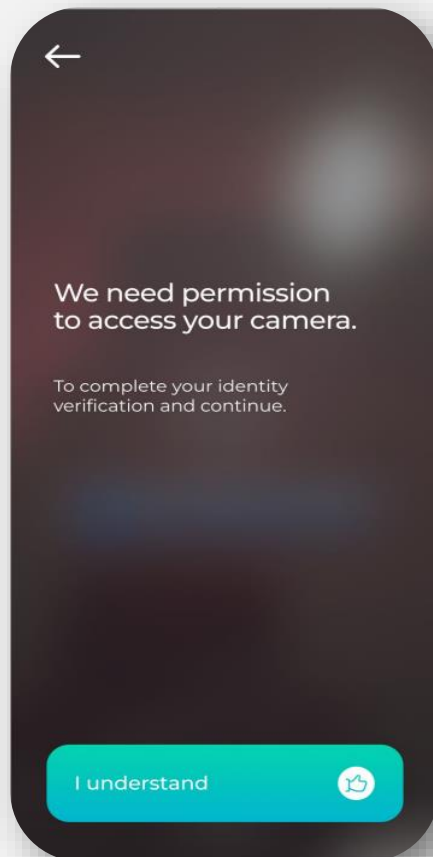 We need permission
to access your camera.
To complete your identity
verification and continue.
I understand